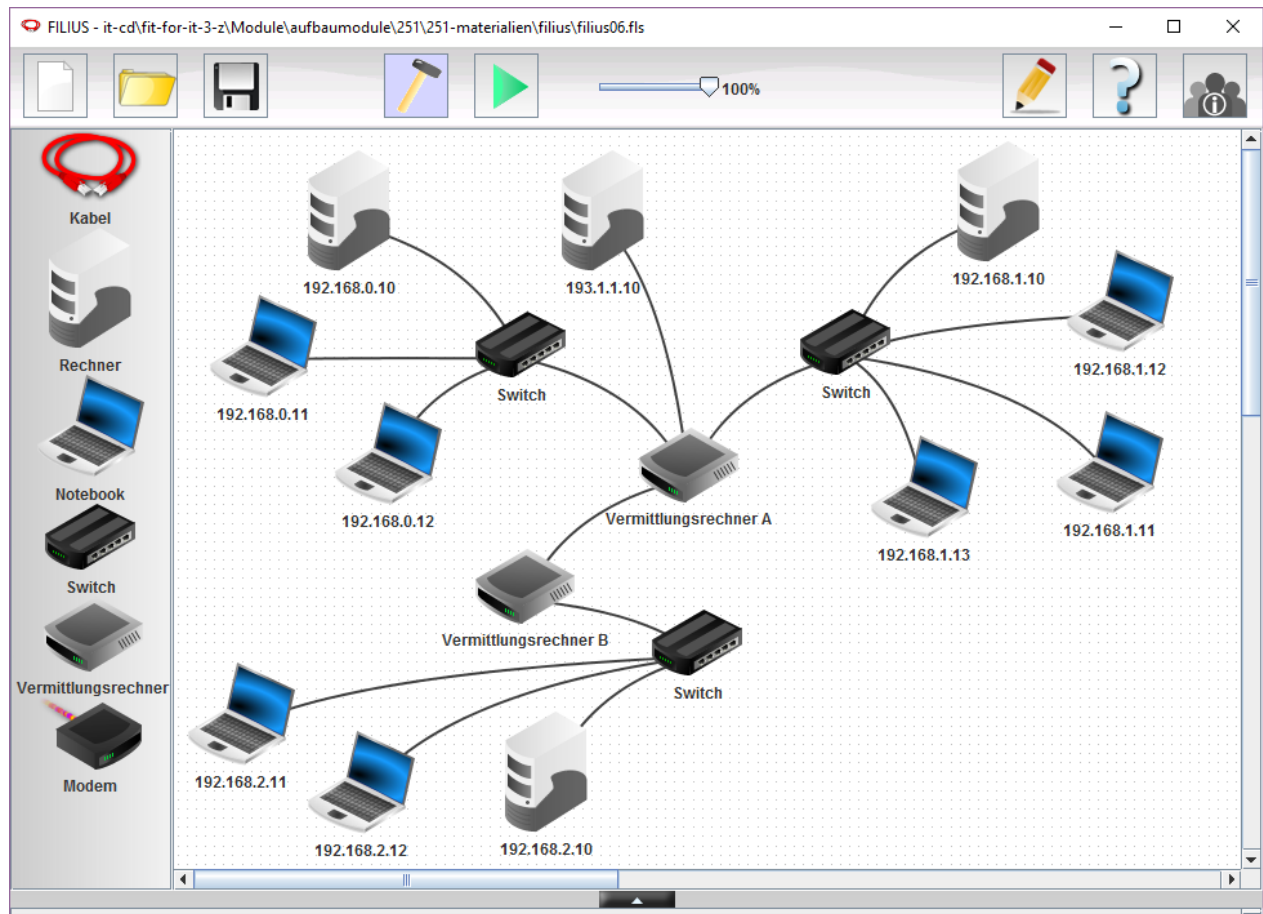 FILIUS - it-cd\fit-for-it-3-z\Module\aufbaumodule\251\251-materialien\filius\filius06.fls
100%
Kabel
Rechner
Notebook
Switch
Vermittlungsrechner
Modem
192.168.0.10
193.1.1.10
192.168.1.10
192.168.1.12
Switch
Switch
192.168.0.11
192.168.0.12
Vermittlungsrechner A
192.168.1.11
192.168.1.13
Vermittlungsrechner B
Switch
192.168.2.11
192.168.2.12
192.168.2.10